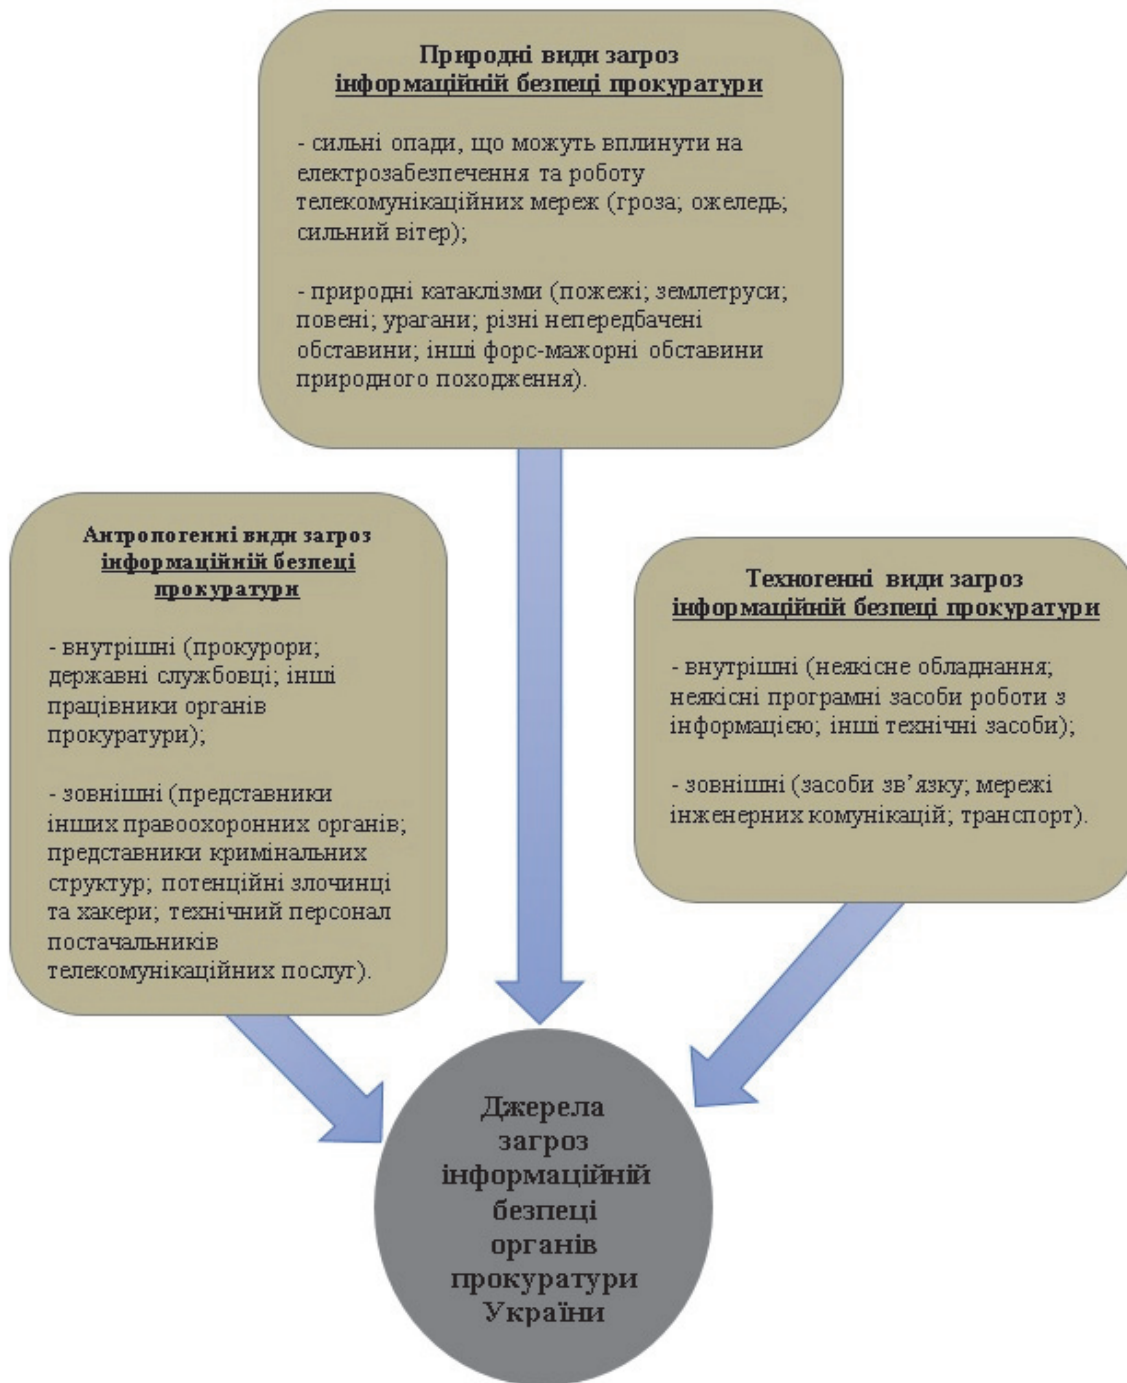 Природні види загроз
інформаційній безпеці прокуратури
- сильні опади, що можуть вплинути на
електрозабезпечення та роботу
телекомунікаційних мереж (гроза; ожеледь;
сильний вітер);
- природні катаклізми (пожежі; землетруси;
повені; урагани; різні непередбачені
обставини; інші форс-мажорні обставини
природного походження).
Антропогенні види загроз
інформаційній безпеці
прокуратури
- внутрішні (прокурори;
державні службовці; інші
працівники органів
прокуратури);
- зовнішні (представники
інших правоохоронних органів;
представники кримінальних
структур; потенційні злочинці
та хакери; технічний персонал
постачальників
телекомунікаційних послуг).
Техногенні види загроз
інформаційній безпеці прокуратури
- внутрішні (неякісне обладнання;
неякісні програмні засоби роботи з
інформацією; інші технічні засоби);
- зовнішні (засоби зв’язку; мережі
інженерних комунікацій; транспорт).
Джерела
загроз
інформаційній
безпеці
органів
прокуратури
України